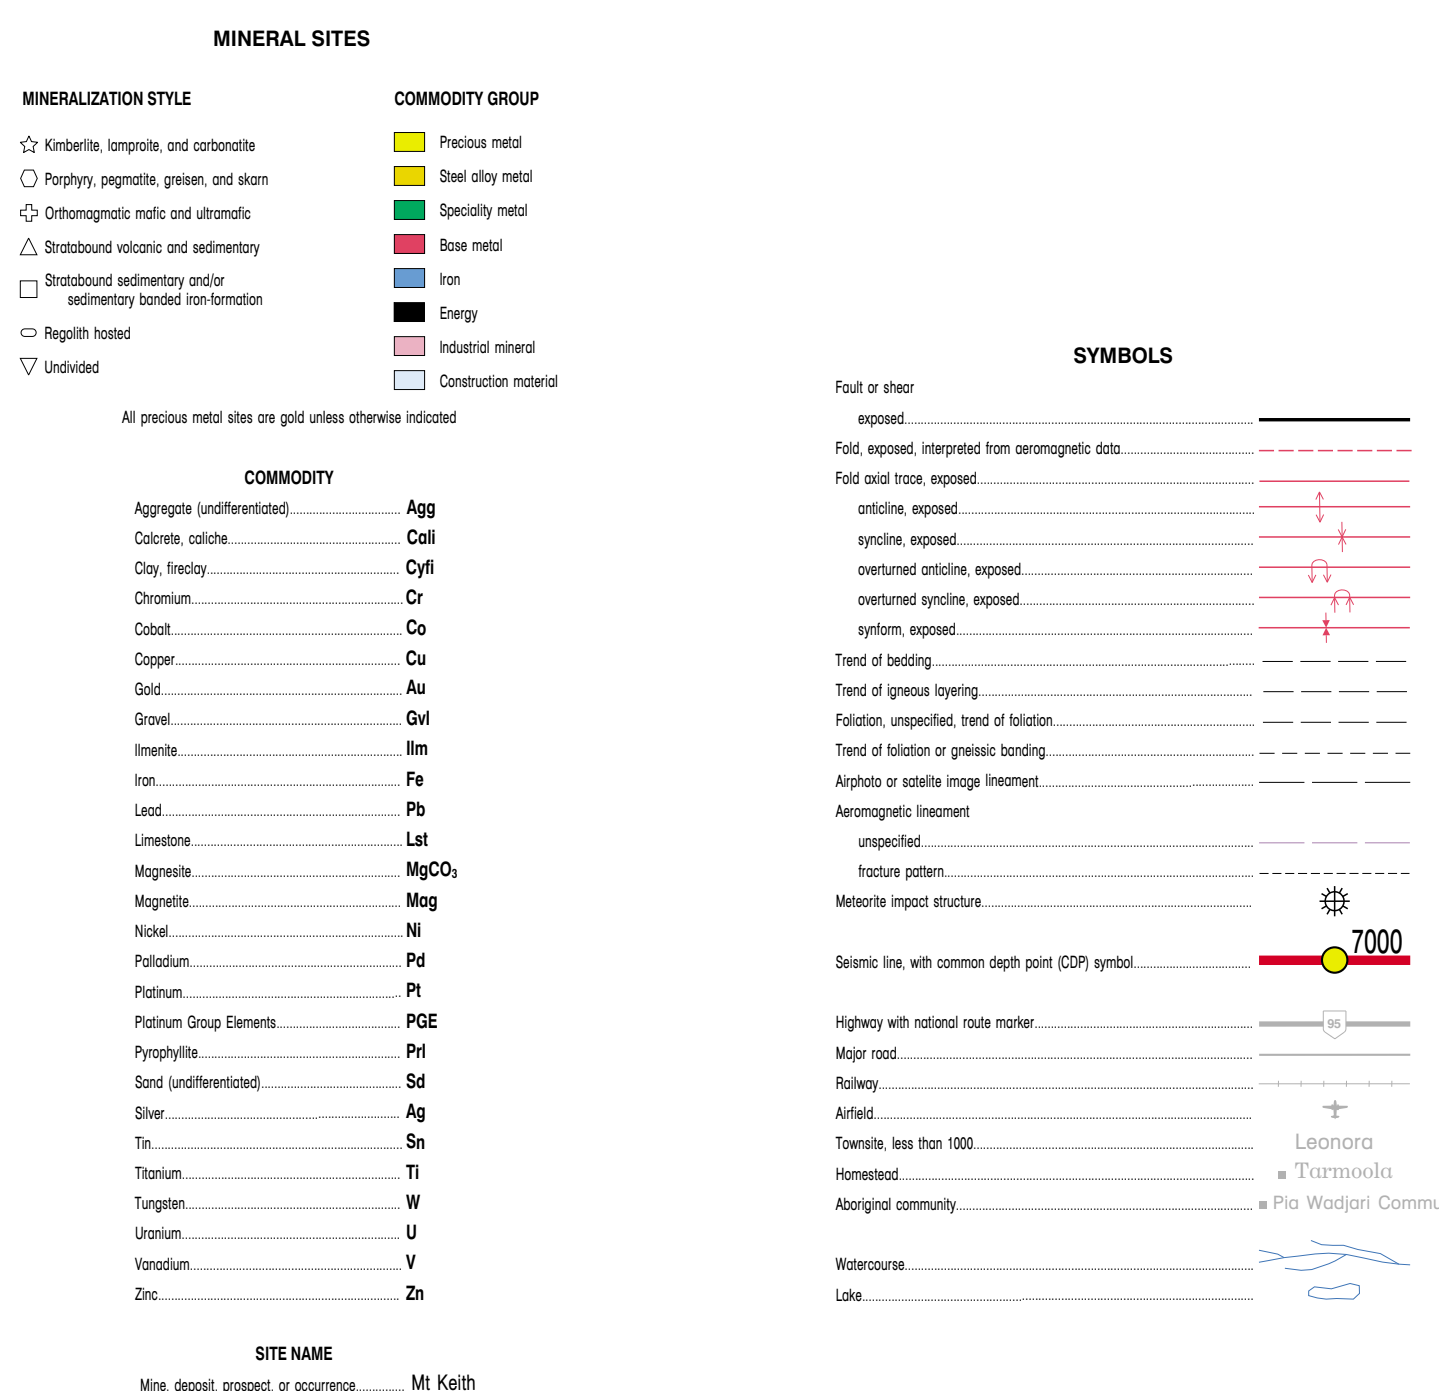 MINERAL SITES
MINERALIZATION STYLE
Kimberlite, lamproite, and carbonatite
Porphyry, pegmatite, greisen, and skarn
Orthomagmatic mafic and ultramafic
Stratabound volcanic and sedimentary
Stratabound sedimentary and/or
sedimentary banded iron-formation
Regolith hosted
Undivided
COMMODITY GROUP
Precious metal
Steel alloy metal
Speciality metal
Base metal
Iron
Energy
Industrial mineral
Construction material
All precious metal sites are gold unless otherwise indicated
COMMODITY
Aggregate (undifferentiated) Agg
Calcrete, caliche Cali
Clay, fireclay Cyfi
Chromium Cr
Cobalt Co
Copper Cu
Gold Au
Gravel Gvl
Ilmenite Ilm
Iron Fe
Lead Pb
Limestone Lst
Magnesite MgCO₃
Magnetite Mag
Nickel Ni
Palladium Pd
Platinum Pt
Platinum Group Elements PGE
Pyrophyllite Prl
Sand (undifferentiated) Sd
Silver Ag
Tin Sn
Titanium Ti
Tungsten W
Uranium U
Vanadium V
Zinc Zn
SITE NAME
Mine, deposit, prospect, or occurrence Mt Keith
SYMBOLS
Fault or shear
exposed
Fold, exposed, interpreted from aeromagnetic data
Fold axial trace, exposed
anticline, exposed
syncline, exposed
overturned anticline, exposed
overturned syncline, exposed
synform, exposed
Trend of bedding
Trend of igneous layering
Foliation, unspecified, trend of foliation
Trend of foliation or gneissic banding
Airphoto or satelite image lineament
Aeromagnetic lineament
unspecified
fracture pattern
Meteorite impact structure
7000
Seismic line, with common depth point (CDP) symbol
Highway with national route marker 95
Major road
Railway
Airfield
Townsite, less than 1000 Leonora
Homestead Tarmoola
Aboriginal community Pia Wadjari Commu
Watercourse
Lake